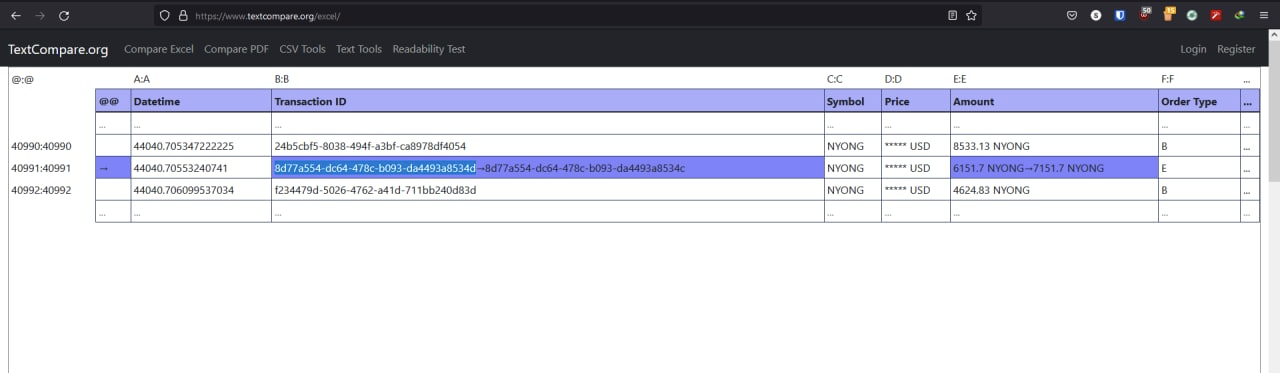 https://www.textcompare.org/excel/
50
15
S
TextCompare.org Compare Excel Compare PDF CSV Tools Text Tools Readability Test Login Register
@:@ A:A B:B C:C D:D E:E F:F ...
@@ Datetime Transaction ID Symbol Price Amount Order Type ...
... ... ... ... ... ... ... ...
40990:40990 44040.705347222225 24b5cbf5-8038-494f-a3bf-ca8978df4054 NYONG ***** USD 8533.13 NYONG B
40991:40991 → 44040.70553240741 8d77a554-dc64-478c-b093-da4493a8534d→8d77a554-dc64-478c-b093-da4493a8534c NYONG ***** USD 6151.7 NYONG→7151.7 NYONG E
40992:40992 44040.706099537034 f234479d-5026-4762-a41d-711bb240d83d NYONG ***** USD 4624.83 NYONG B
... ... ... ... ... ... ... ...